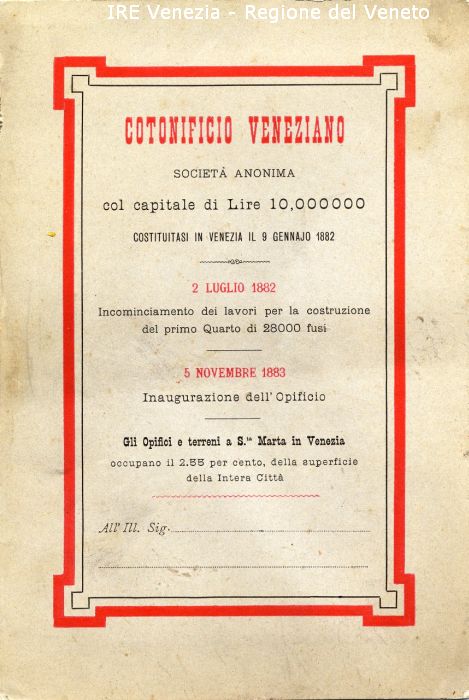 IRE Venezia - Regione del Veneto
COTONIFICIO VENEZIANO
SOCIETÀ ANONIMA
col capitale di Lire 10,000000
COSTITUITASI IN VENEZIA IL 9 GENNAJO 1882
2 LUGLIO 1882
Incominciamento dei lavori per la costruzione
del primo Quarto di 28000 fusi
5 NOVEMBRE 1883
Inaugurazione dell'Opificio
Gli Opifici e terreni a S.ta Marta in Venezia
occupano il 2.55 per cento, della superficie
della Intera Città
All' Ill. Sig.